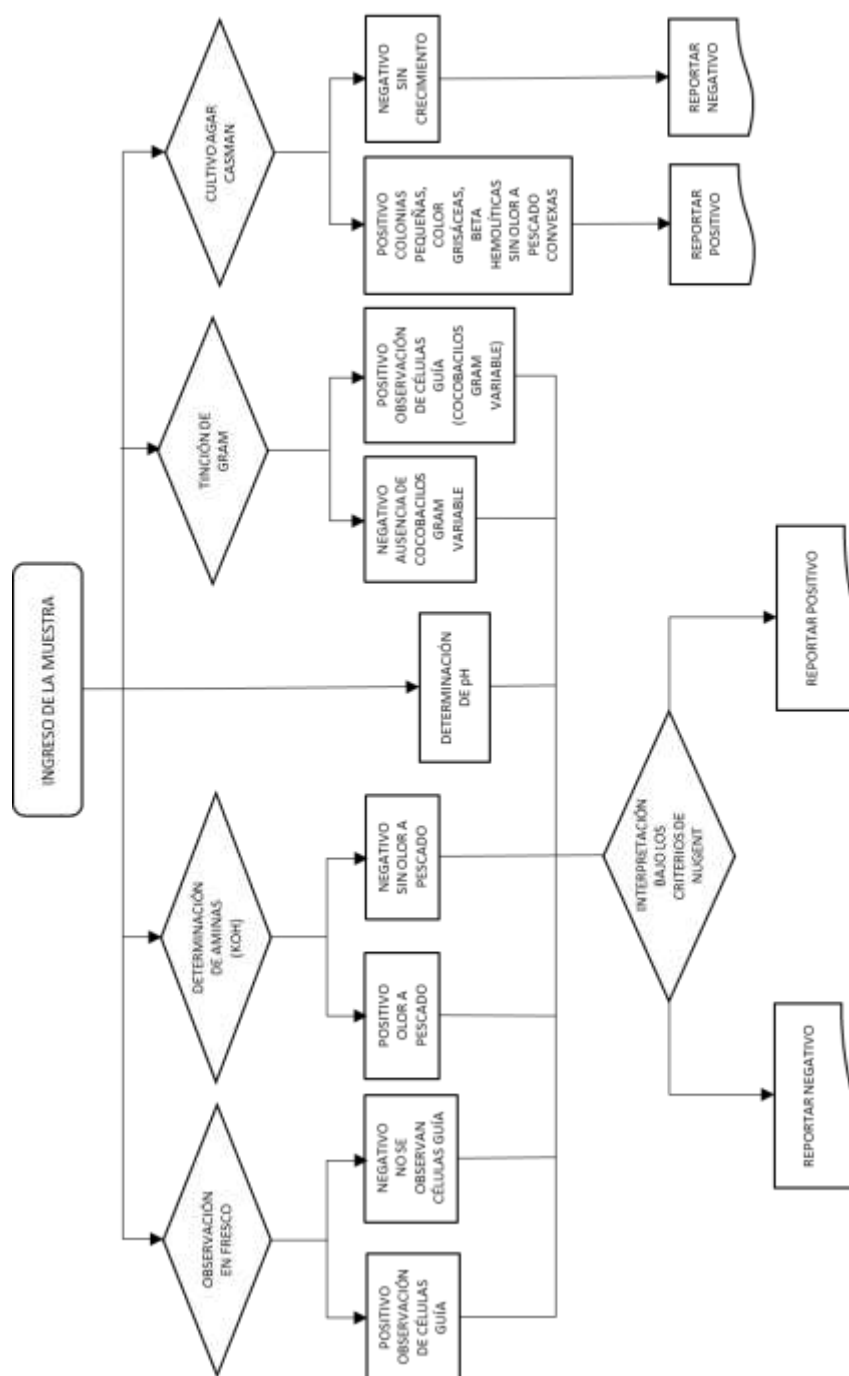 INGRESO DE LA MUESTRA
OBSERVACIÓN
EN FRESCO
DETERMINACIÓN
DE AMINAS
(KOH)
TINCIÓN DE
GRAM
CULTIVO AGAR
CASMAN
POSITIVO
OBSERVACIÓN
DE CÉLULAS
GUÍA
NEGATIVO
NO SE
OBSERVAN
CÉLULAS GUÍA
POSITIVO
OLOR A
PESCADO
NEGATIVO
SIN OLOR A
PESCADO
DETERMINACIÓN
DE pH
NEGATIVO
AUSENCIA DE
COCOBACILOS
GRAM
VARIABLE
POSITIVO
OBSERVACIÓN
DE CÉLULAS
GUÍA
(COCOBACILOS
GRAM
VARIABLE)
POSITIVO
COLONIAS
PEQUEÑAS,
COLOR
GRISÁCEAS,
BETA
HEMOLÍTICAS
SIN OLOR A
PESCADO
CONVEXAS
NEGATIVO
SIN
CRECIMIENTO
INTERPRETACIÓN
BAJO LOS
CRITERIOS DE
NUGENT
REPORTAR
POSITIVO
REPORTAR
NEGATIVO
REPORTAR NEGATIVO
REPORTAR POSITIVO